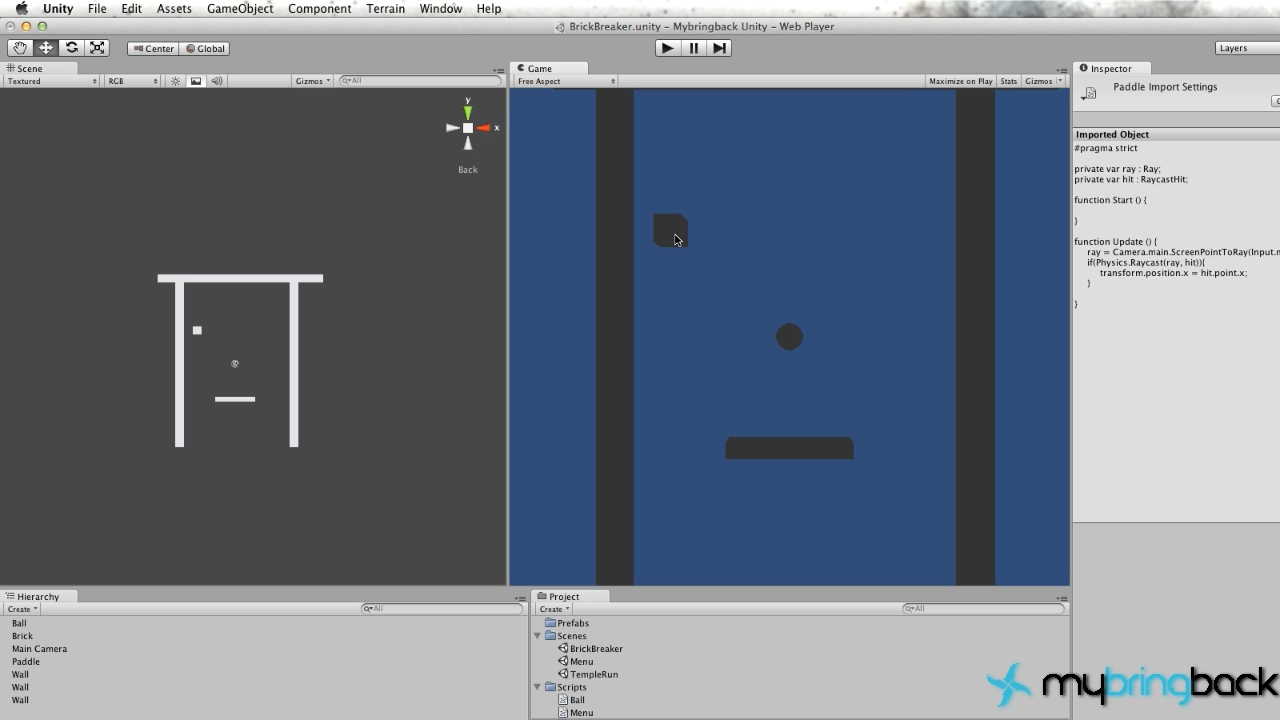 Unity File Edit Assets GameObject Component Terrain Window Help
BrickBreaker.unity – Mybringback Unity – Web Player
Center Global Layers
Scene Game Inspector
Textured RGB Gizmos All Free Aspect Maximize on Play Stats Gizmos
Paddle Import Settings
y
x
Back
Imported Object
#pragma strict
private var ray : Ray;
private var hit : RaycastHit;
function Start () {
}
function Update () {
ray = Camera.main.ScreenPointToRay(Input.m
if(Physics.Raycast(ray, hit)){
transform.position.x = hit.point.x;
}
}
Hierarchy
Create All
Ball
Brick
Main Camera
Paddle
Wall
Wall
Wall
Project
Create All
Prefabs
Scenes
BrickBreaker
Menu
TempleRun
Scripts
Ball
Menu
mybringback